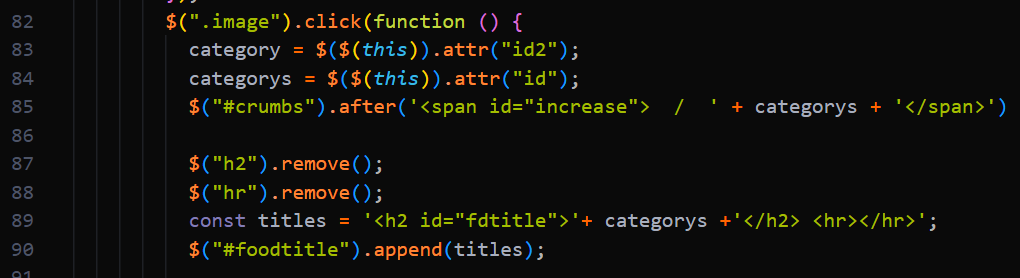 82 $(".image").click(function () {
83 category = $($(this)).attr("id2");
84 categorys = $($(this)).attr("id");
85 $("#crumbs").after('<span id="increase">  /  ' + categorys + '</span>')
86
87 $("h2").remove();
88 $("hr").remove();
89 const titles = '<h2 id="fdtitle">'+ categorys +'</h2> <hr></hr>';
90 $("#foodtitle").append(titles);